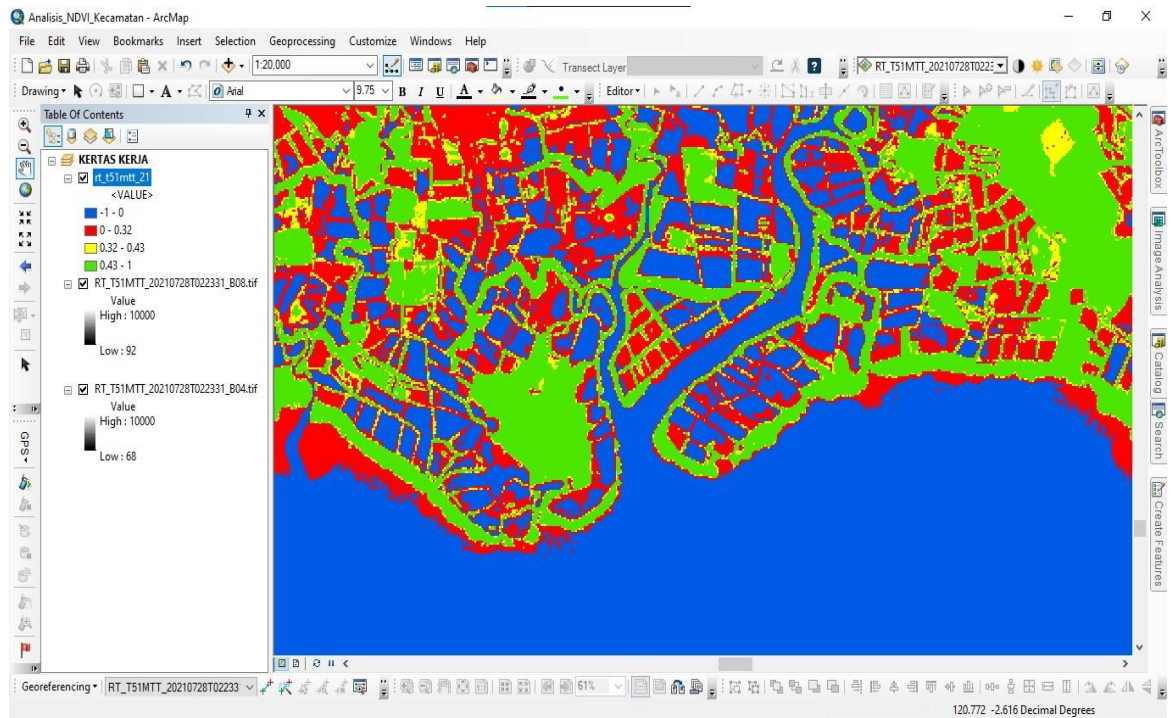 Analisis_NDVI_Kecamatan - ArcMap
File Edit View Bookmarks Insert Selection Geoprocessing Customize Windows Help
1:20,000 Transect Layer RT_T51MTT_20210728T022
Drawing A Arial 9.75 B I U A Editor
Table Of Contents
KERTAS KERJA
rt_t51mtt_21
<VALUE>
-1 - 0
0 - 0.32
0.32 - 0.43
0.43 - 1
RT_T51MTT_20210728T022331_B08.tif
Value
High : 10000
Low : 92
RT_T51MTT_20210728T022331_B04.tif
Value
High : 10000
Low : 68
GPS
ArcToolbox
Image Analysis
Catalog
Search
Create Features
Georeferencing RT_T51MTT_20210728T02233 61%
120.772 -2.616 Decimal Degrees